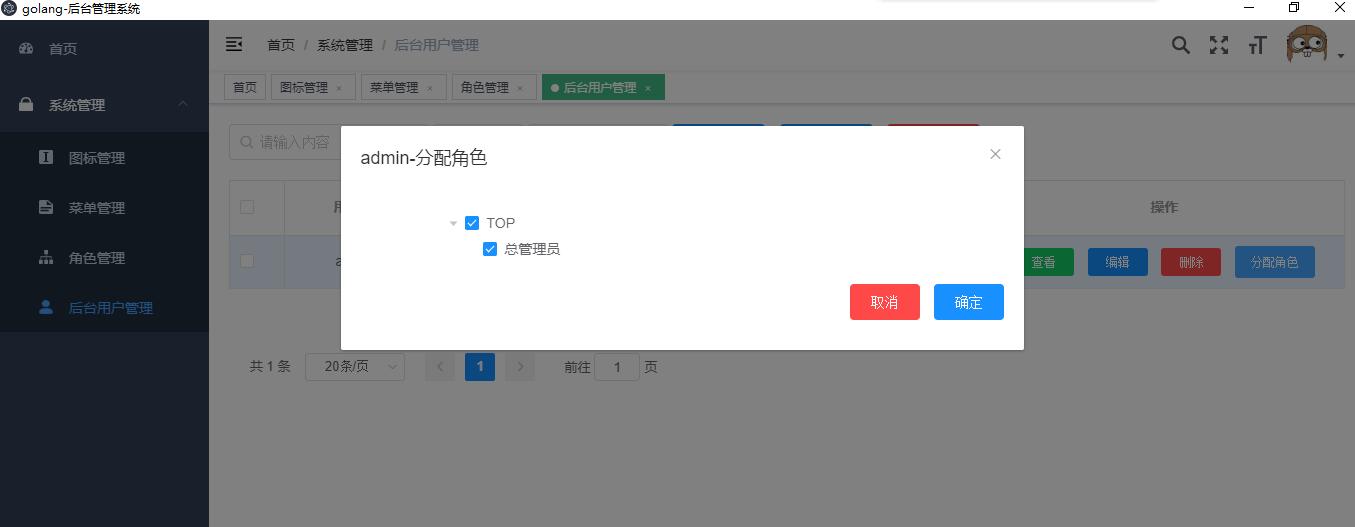 golang-后台管理系统
首页
系统管理
图标管理
菜单管理
角色管理
后台用户管理
首页 / 系统管理 / 后台用户管理
首页 图标管理 × 菜单管理 × 角色管理 × 后台用户管理 ×
请输入内容
admin-分配角色
TOP
总管理员
取消 确定
操作
查看 编辑 删除 分配角色
共 1 条 20条/页 1 前往 1 页